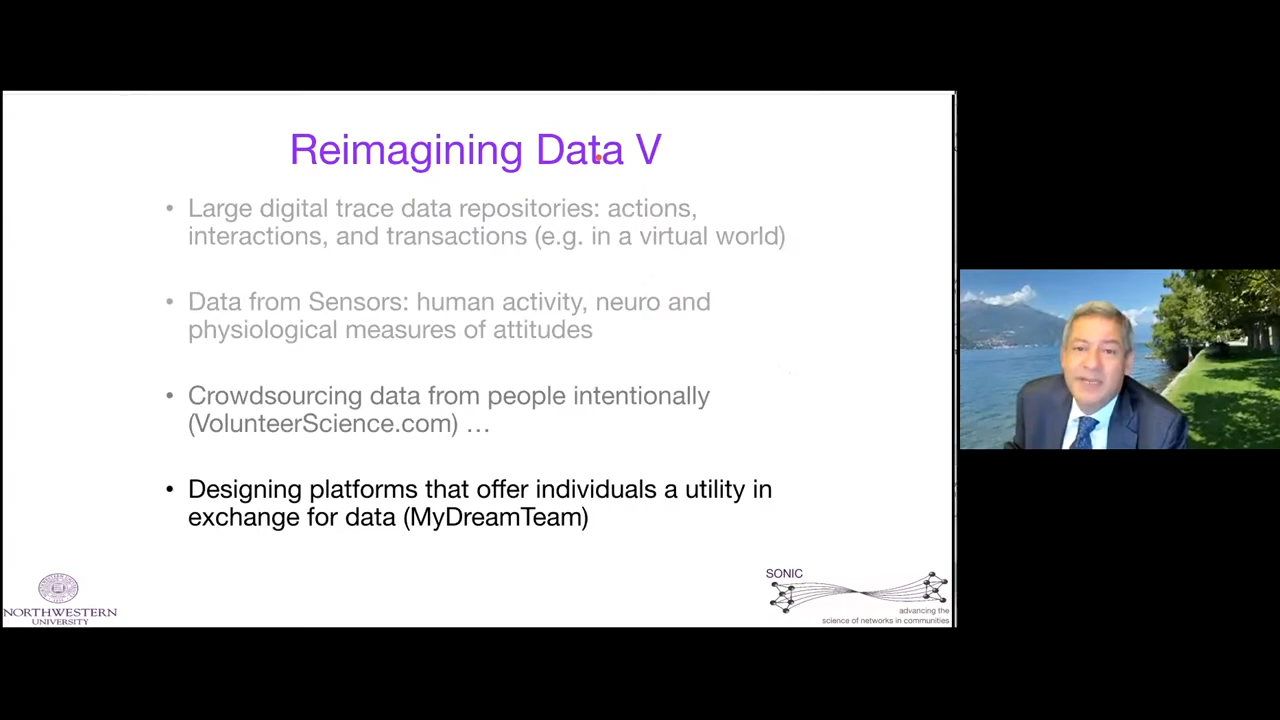 Reimagining Data V
• Large digital trace data repositories: actions,
interactions, and transactions (e.g. in a virtual world)
• Data from Sensors: human activity, neuro and
physiological measures of attitudes
• Crowdsourcing data from people intentionally
(VolunteerScience.com) …
• Designing platforms that offer individuals a utility in
exchange for data (MyDreamTeam)
NORTHWESTERN
UNIVERSITY
SONIC
advancing the
science of networks in communities